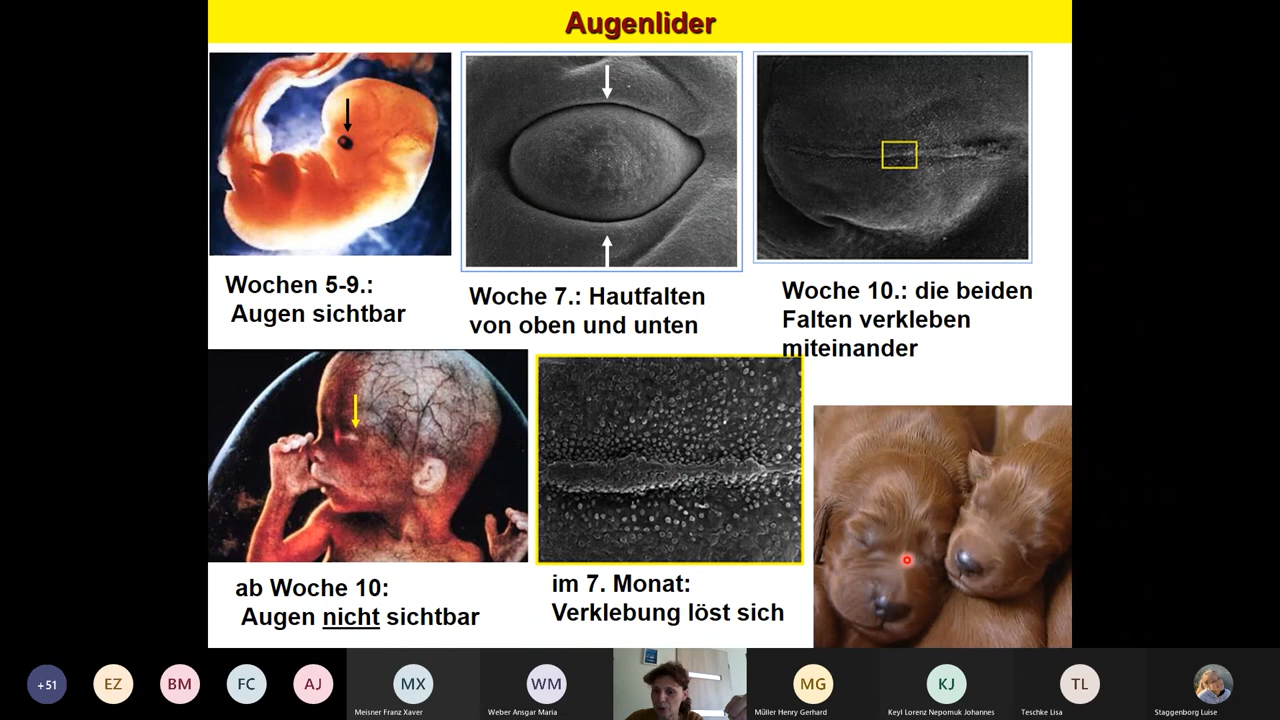 Augenlider
Wochen 5-9.:
Augen sichtbar
Woche 7.: Hautfalten
von oben und unten
Woche 10.: die beiden
Falten verkleben
miteinander
ab Woche 10:
Augen nicht sichtbar
im 7. Monat:
Verklebung löst sich
+51
EZ
BM
FC
AJ
MX
Meisner Franz Xaver
WM
Weber Ansgar Maria
MG
Müller Henry Gerhard
KJ
Keyl Lorenz Nepomuk Johannes
TL
Teschke Lisa
Staggenborg Luise